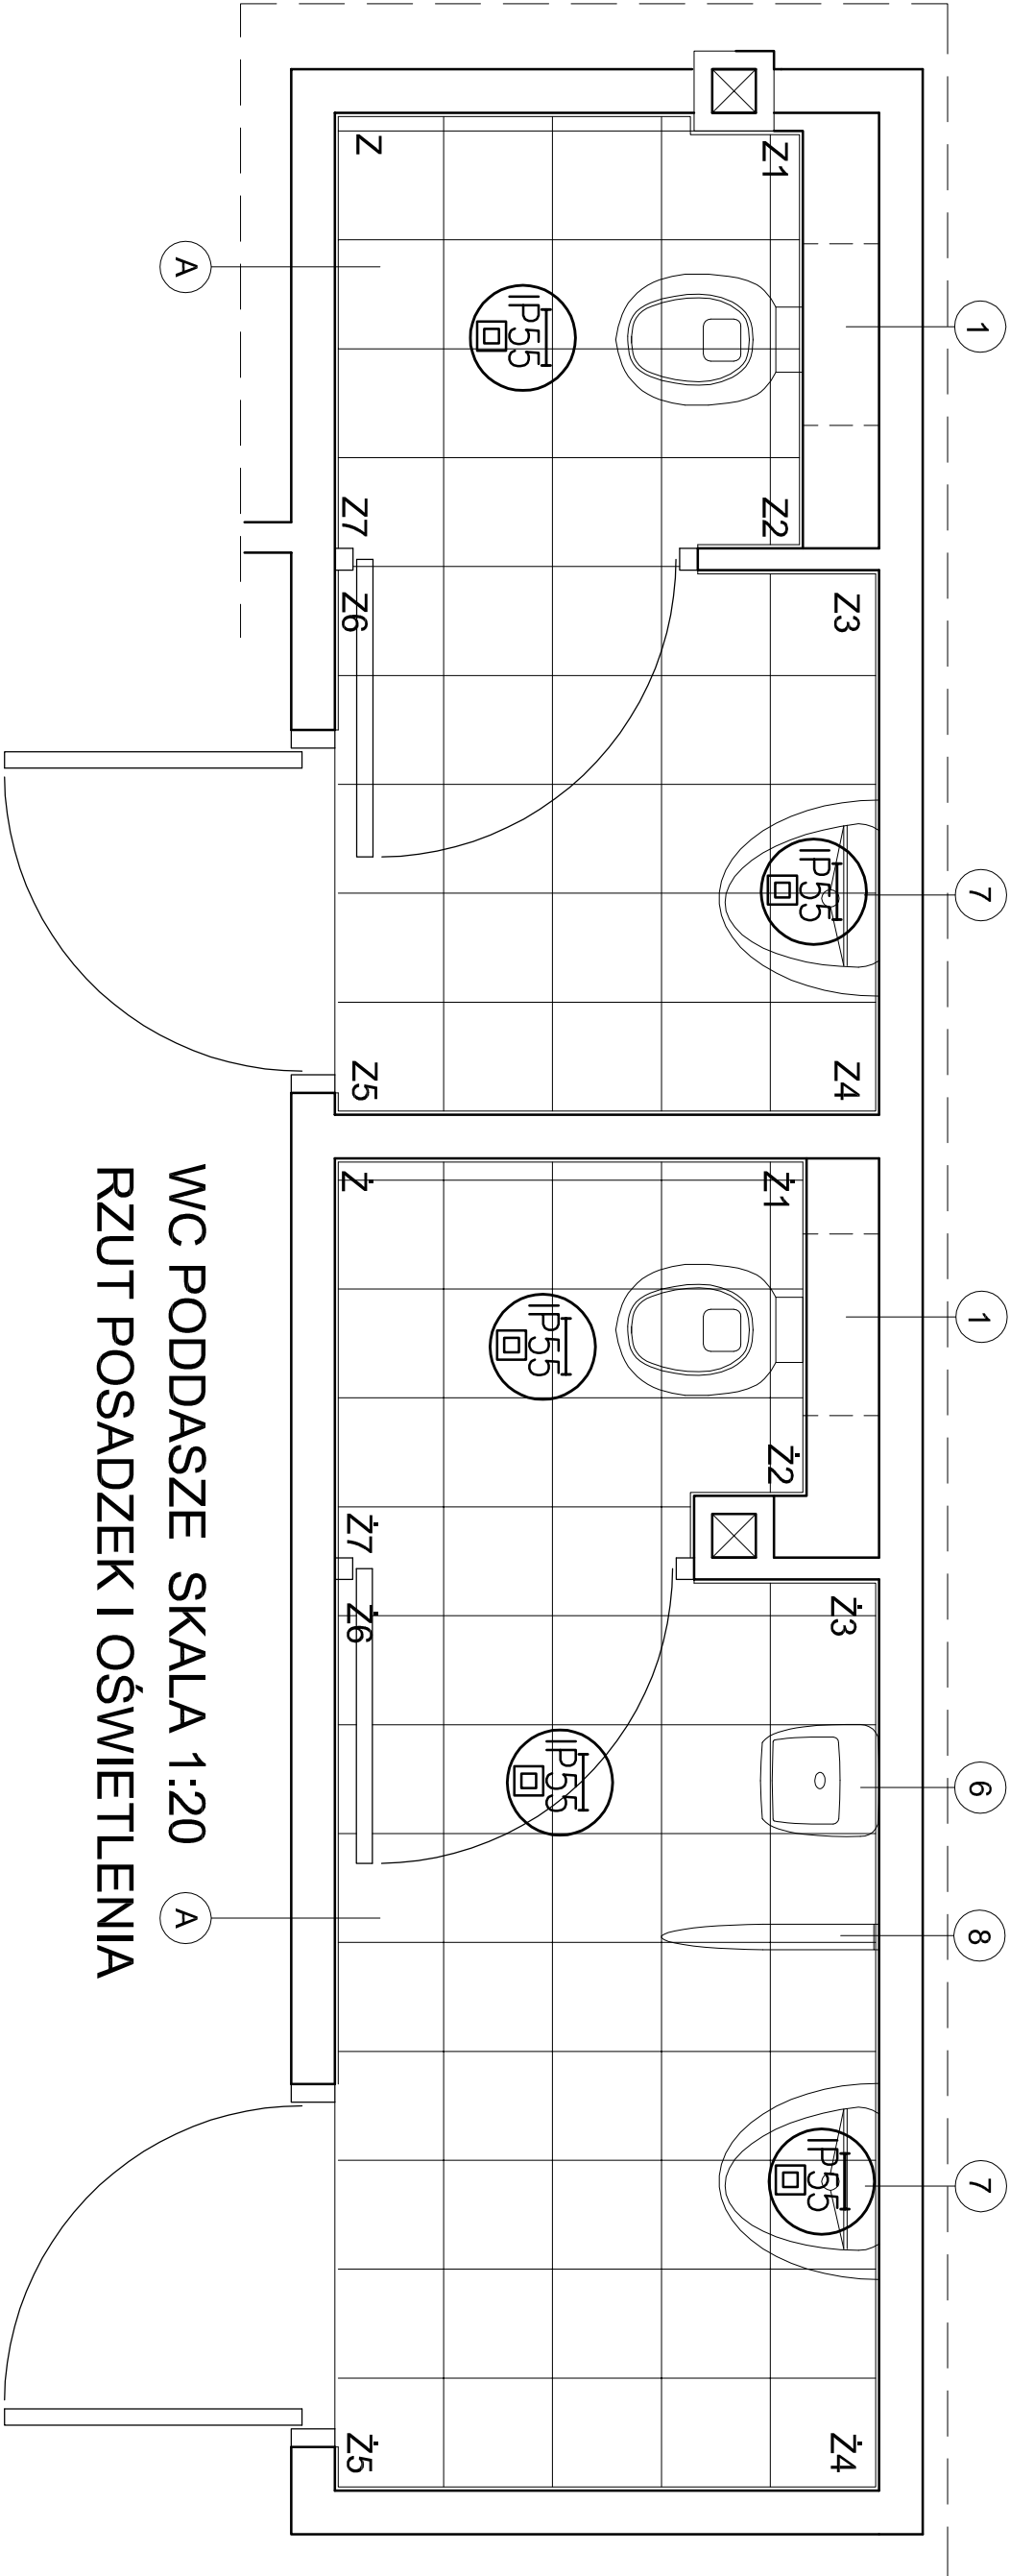 1 7 1 6 8 7
Z3 Z4 Ż3 Ż4
Z1 Z2 Ż1 Ż2
IP55 IP55 IP55 IP55 IP55
Z Z7 Z6 Z5 Ż Ż7 Ż6 Ż5
A A
WC PODDASZE SKALA 1:20
RZUT POSADZEK I OŚWIETLENIA